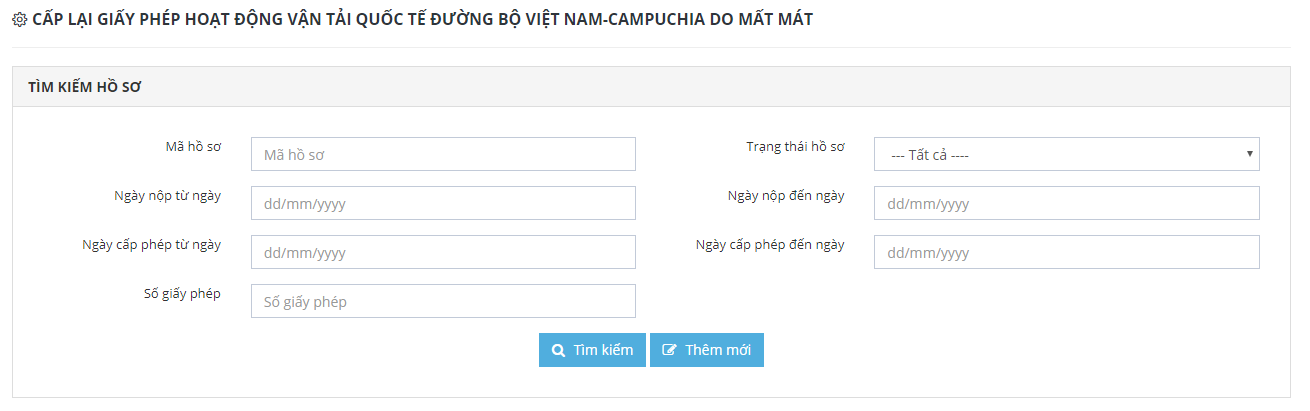 CẤP LẠI GIẤY PHÉP HOẠT ĐỘNG VẬN TẢI QUỐC TẾ ĐƯỜNG BỘ VIỆT NAM-CAMPUCHIA DO MẤT MÁT
TÌM KIẾM HỒ SƠ
Mã hồ sơ Mã hồ sơ Trạng thái hồ sơ --- Tất cả ----
Ngày nộp từ ngày dd/mm/yyyy Ngày nộp đến ngày dd/mm/yyyy
Ngày cấp phép từ ngày dd/mm/yyyy Ngày cấp phép đến ngày dd/mm/yyyy
Số giấy phép Số giấy phép
Tìm kiếm Thêm mới